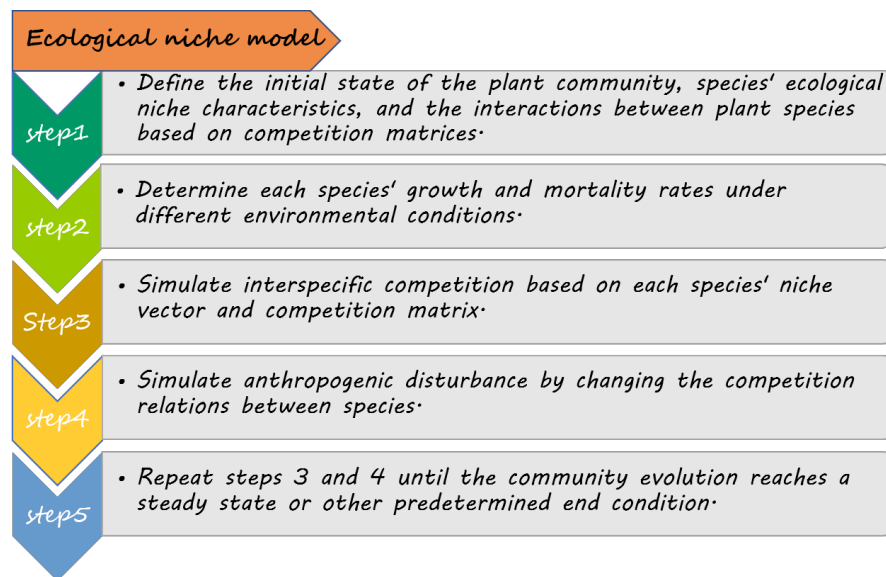 Ecological niche model
step1
• Define the initial state of the plant community, species' ecological
niche characteristics, and the interactions between plant species
based on competition matrices.
step2
• Determine each species' growth and mortality rates under
different environmental conditions.
Step3
• Simulate interspecific competition based on each species' niche
vector and competition matrix.
step4
• Simulate anthropogenic disturbance by changing the competition
relations between species.
step5
• Repeat steps 3 and 4 until the community evolution reaches a
steady state or other predetermined end condition.